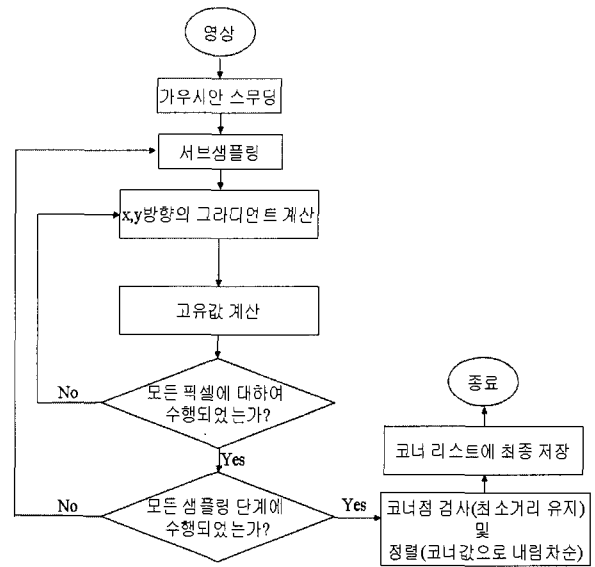 영상
가우시안 스무딩
서브샘플링
x,y방향의 그라디언트 계산
고유값 계산
모든 픽셀에 대하여
수행되었는가?
No
Yes
모든 샘플링 단계에
수행되었는가?
No
Yes
코너점 검사(최소거리 유지)
및
정렬(코너값으로 내림차순)
코너 리스트에 최종 저장
종료